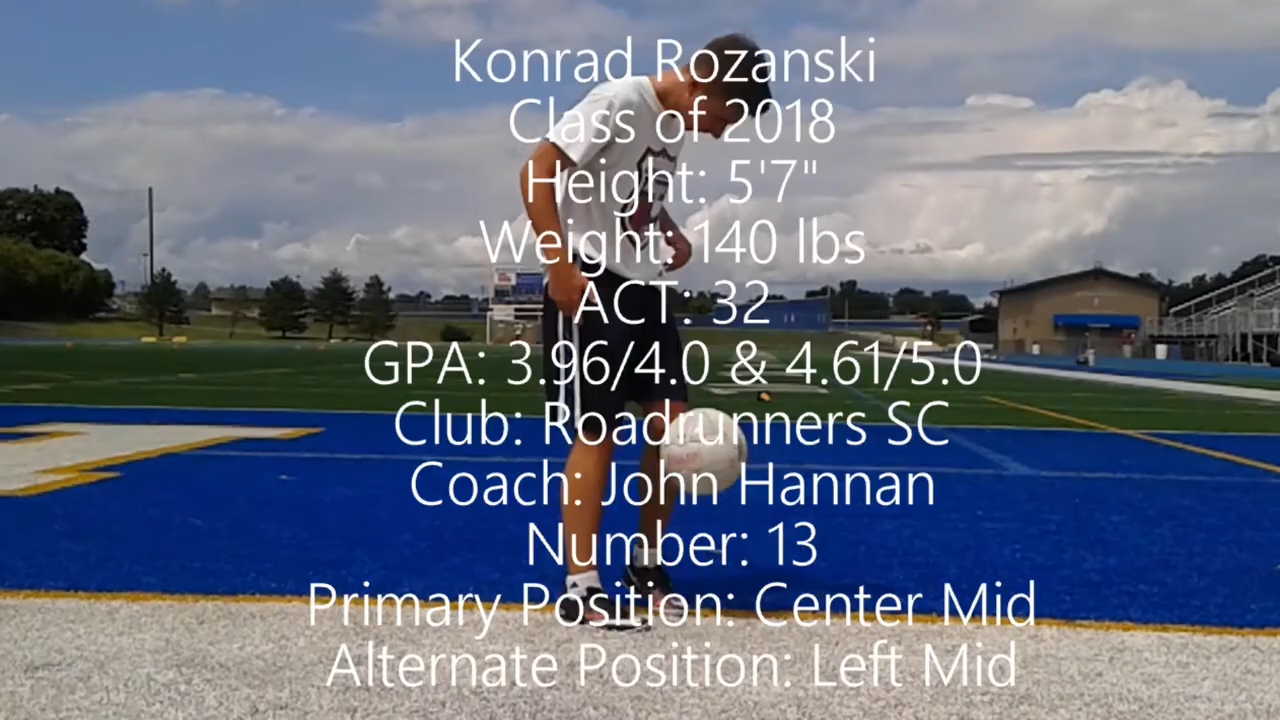 Konrad Rozanski
Class of 2018
Height: 5'7"
Weight: 140 lbs
ACT: 32
GPA: 3.96/4.0 & 4.61/5.0
Club: Roadrunners SC
Coach: John Hannan
Number: 13
Primary Position: Center Mid
Alternate Position: Left Mid